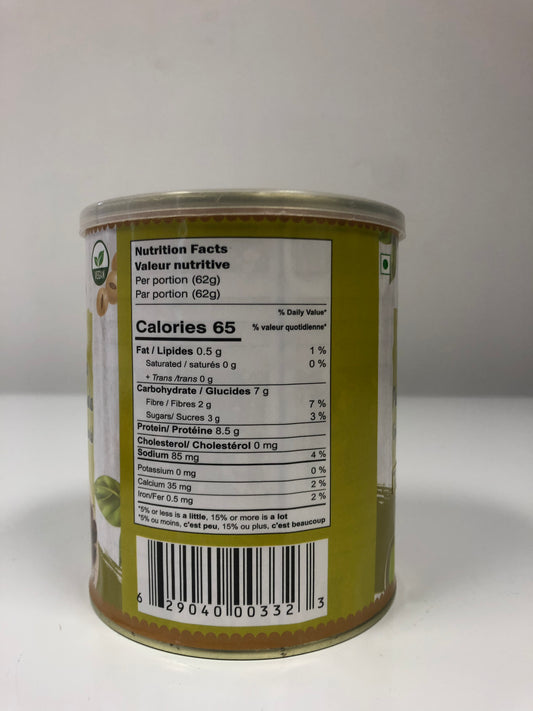 VEGAN
Nutrition Facts
Valeur nutritive
Per portion (62g)
Par portion (62g)
% Daily Value*
Calories 65 % valeur quotidienne*
Fat / Lipides 0.5 g 1 %
Saturated / saturés 0 g 0 %
+ Trans /trans 0 g
Carbohydrate / Glucides 7 g
Fibre / Fibres 2 g 7 %
Sugars/ Sucres 3 g 3 %
Protein/ Protéine 8.5 g
Cholesterol/ Cholestérol 0 mg
Sodium 85 mg 4 %
Potassium 0 mg 0 %
Calcium 35 mg 2 %
Iron/Fer 0.5 mg 2 %
*5% or less is a little, 15% or more is a lot
*5% ou moins, c'est peu, 15% ou plus, c'est beaucoup
6 29040 00332 3